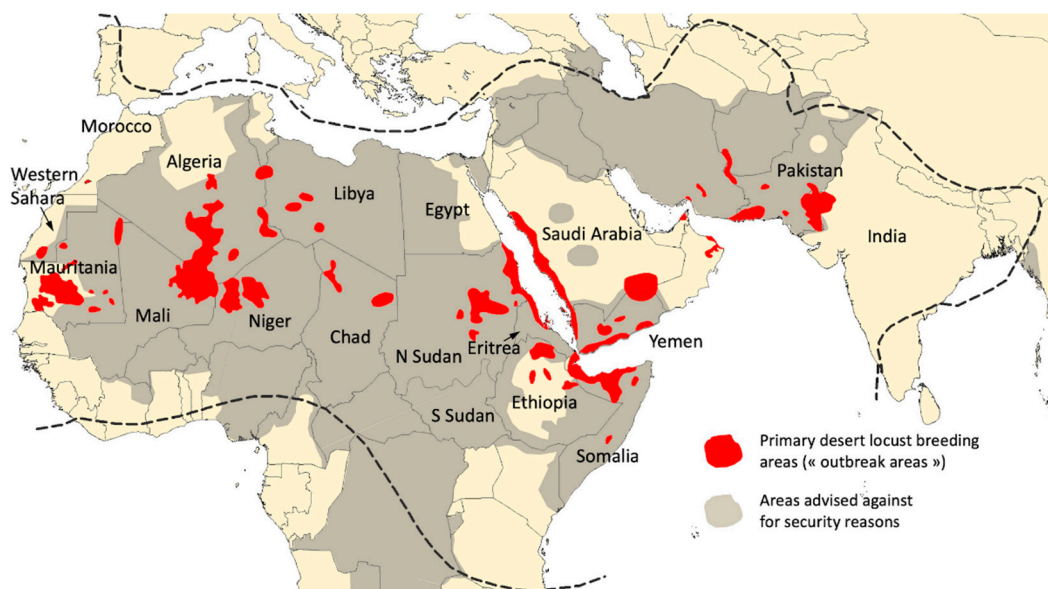 Morocco
Algeria
Western
Sahara
Libya
Egypt
Pakistan
Saudi Arabia
India
Mauritania
Mali
Niger
Chad
N Sudan
Eritrea
Yemen
Ethiopia
S Sudan
Somalia
Primary desert locust breeding
areas (« outbreak areas »)
Areas advised against
for security reasons